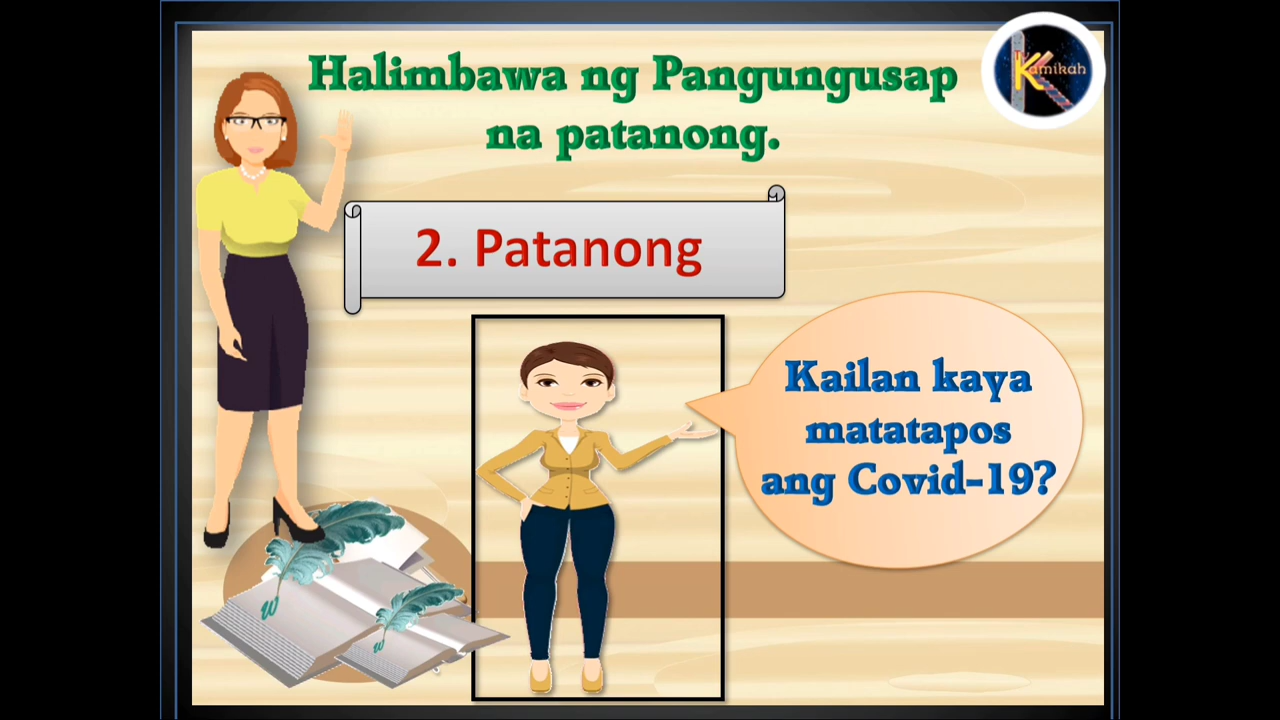 Halimbawa ng Pangungusap
na patanong.
Kamikah
2. Patanong
Kailan kaya
matatapos
ang Covid-19?